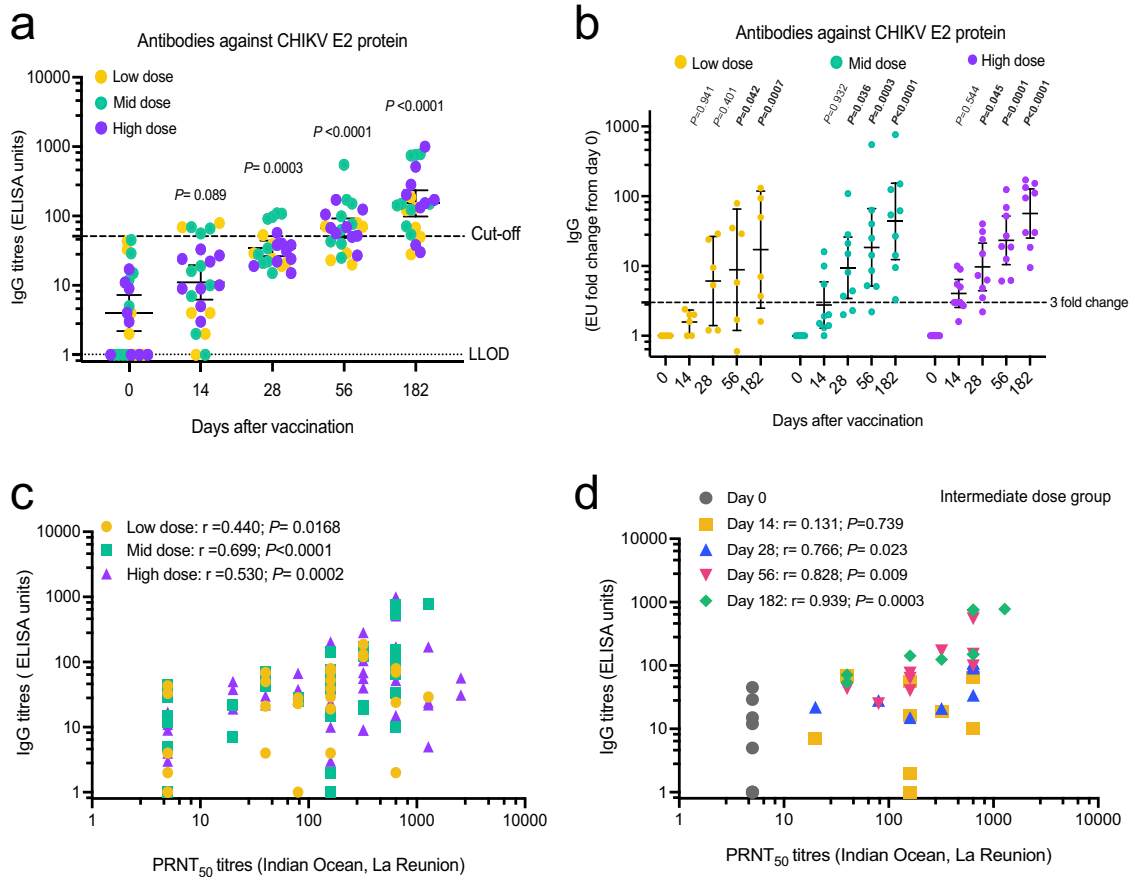 a
Antibodies against CHIKV E2 protein
Low dose
Mid dose
High dose
P= 0.089
P= 0.0003
P <0.0001
P <0.0001
IgG titres (ELISA units)
10000
1000
100
10
1
Cut-off
LLOD
0 14 28 56 182
Days after vaccination
b
Antibodies against CHIKV E2 protein
Low dose Mid dose High dose
P=0.941 P=0.401 P=0.042 P=0.0007 P=0.932 P=0.036 P=0.0003 P<0.0001 P=0.544 P=0.045 P=0.0001 P<0.0001
IgG
(EU fold change from day 0)
1000
100
10
1
3 fold change
0 14 28 56 182 0 14 28 56 182 0 14 28 56 182
Days after vaccination
c
Low dose: r =0.440; P= 0.0168
Mid dose: r =0.699; P<0.0001
High dose: r =0.530; P= 0.0002
IgG titres ( ELISA units)
10000
1000
100
10
1
1 10 100 1000 10000
PRNT50 titres (Indian Ocean, La Reunion)
d
Intermediate dose group
Day 0
Day 14: r= 0.131; P=0.739
Day 28; r= 0.766; P= 0.023
Day 56: r= 0.828; P= 0.009
Day 182: r= 0.939; P= 0.0003
IgG titres (ELISA units)
10000
1000
100
10
1
1 10 100 1000 10000
PRNT50 titres (Indian Ocean, La Reunion)